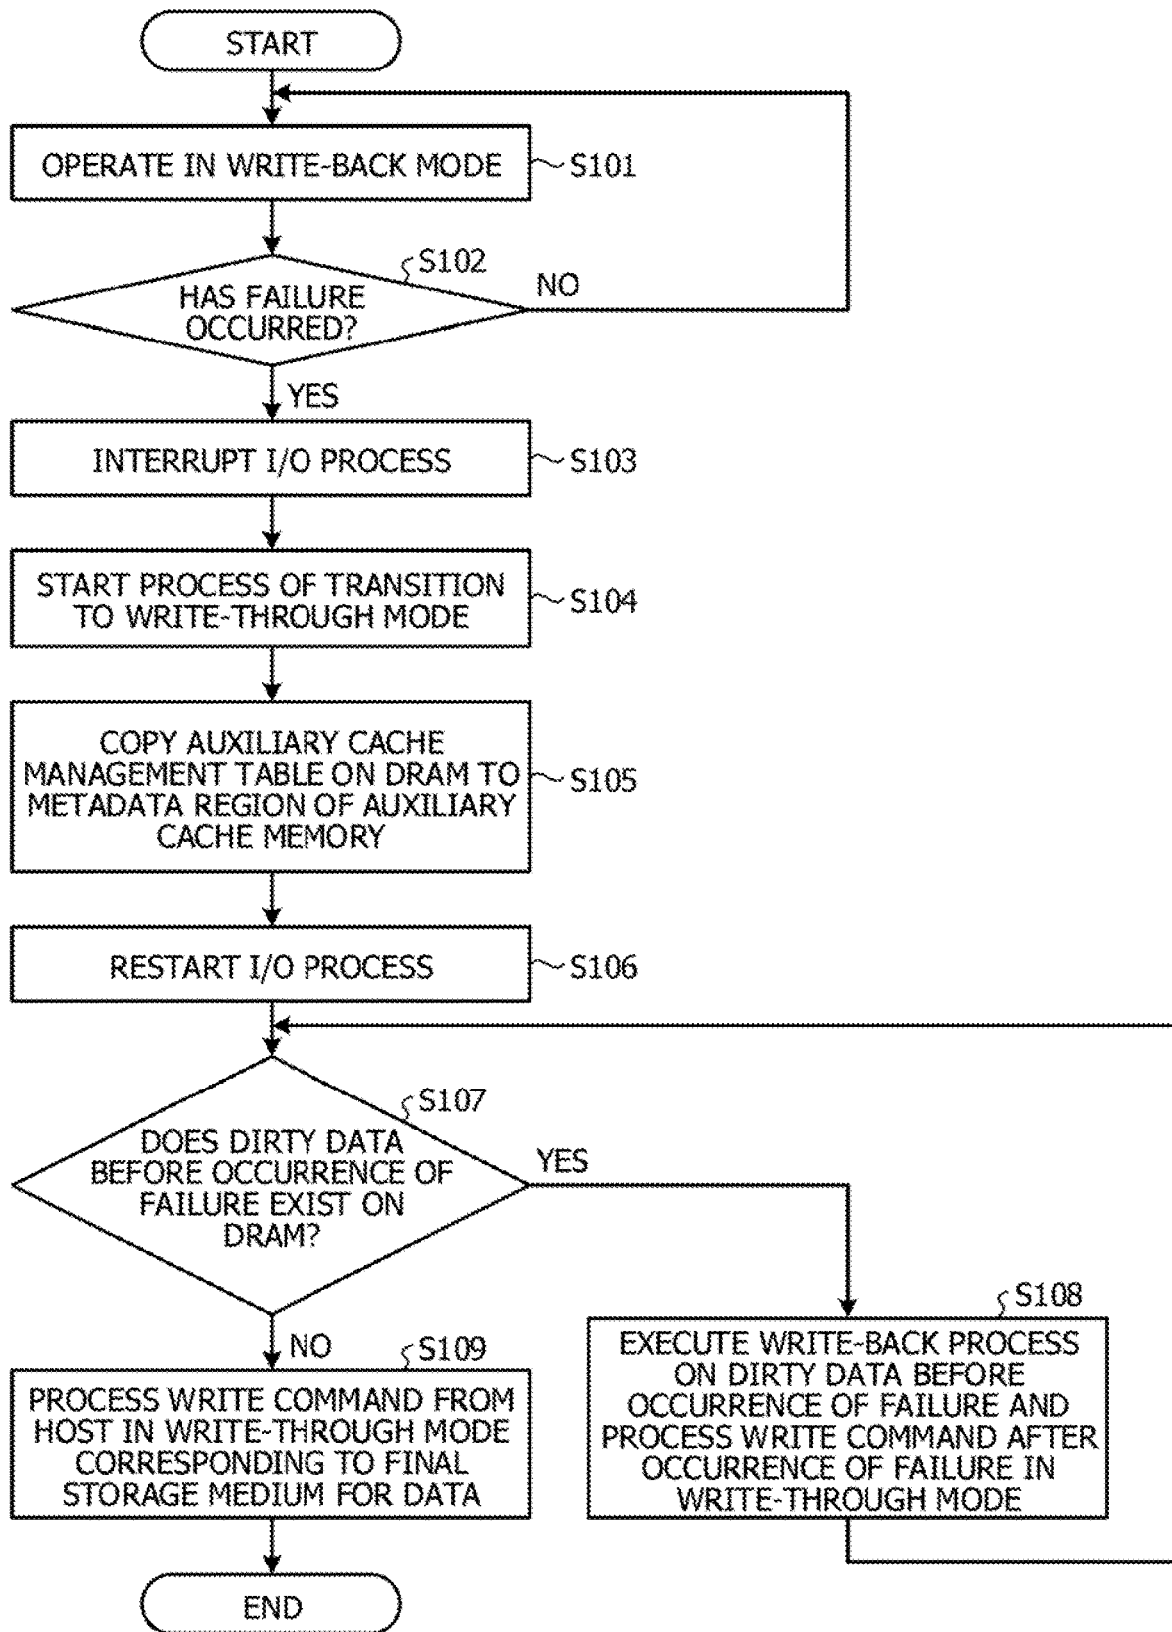 START
OPERATE IN WRITE-BACK MODE
S101
S102
HAS FAILURE
OCCURRED?
NO
YES
INTERRUPT I/O PROCESS
S103
START PROCESS OF TRANSITION
TO WRITE-THROUGH MODE
S104
COPY AUXILIARY CACHE
MANAGEMENT TABLE ON DRAM TO
METADATA REGION OF AUXILIARY
CACHE MEMORY
S105
RESTART I/O PROCESS
S106
S107
DOES DIRTY DATA
BEFORE OCCURRENCE OF
FAILURE EXIST ON
DRAM?
YES
NO
S108
EXECUTE WRITE-BACK PROCESS
ON DIRTY DATA BEFORE
OCCURRENCE OF FAILURE AND
PROCESS WRITE COMMAND AFTER
OCCURRENCE OF FAILURE IN
WRITE-THROUGH MODE
S109
PROCESS WRITE COMMAND FROM
HOST IN WRITE-THROUGH MODE
CORRESPONDING TO FINAL
STORAGE MEDIUM FOR DATA
END